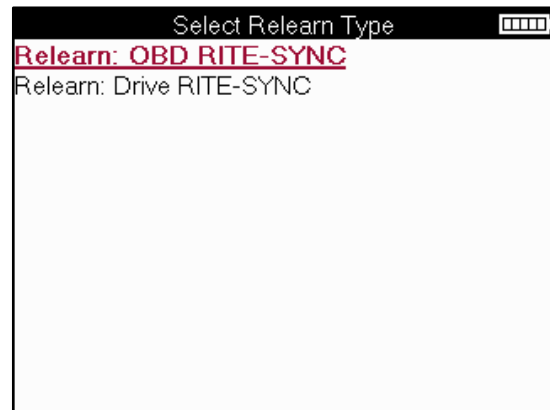 Select Relearn Type
Relearn: OBD RITE-SYNC
Relearn: Drive RITE-SYNC